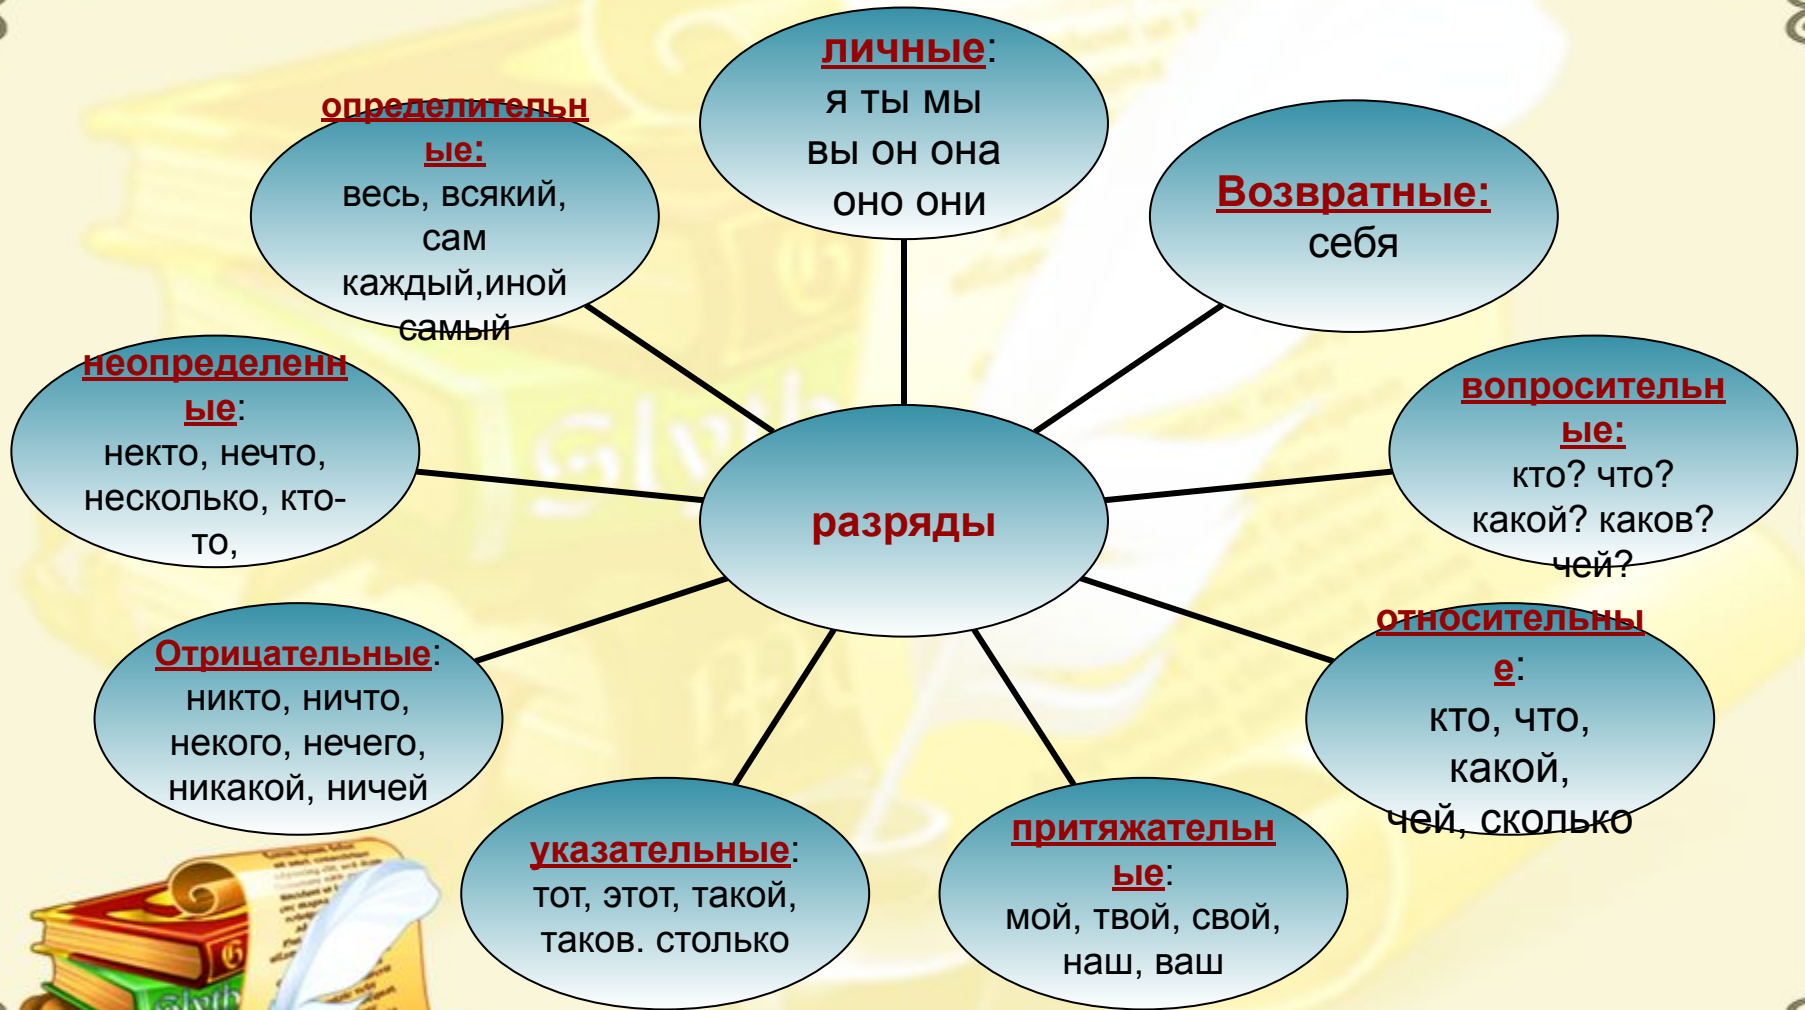 личные:
я ты мы
вы он она
оно они
Возвратные:
себя
вопросительн
ые:
кто? что?
какой? каков?
чей?
относительны
е:
кто, что,
какой,
чей, сколько
притяжательн
ые:
мой, твой, свой,
наш, ваш
указательные:
тот, этот, такой,
таков. столько
Отрицательные:
никто, ничто,
некого, нечего,
никакой, ничей
неопределенн
ые:
некто, нечто,
несколько, кто-
то,
определительн
ые:
весь, всякий,
сам
каждый,иной
самый
разряды